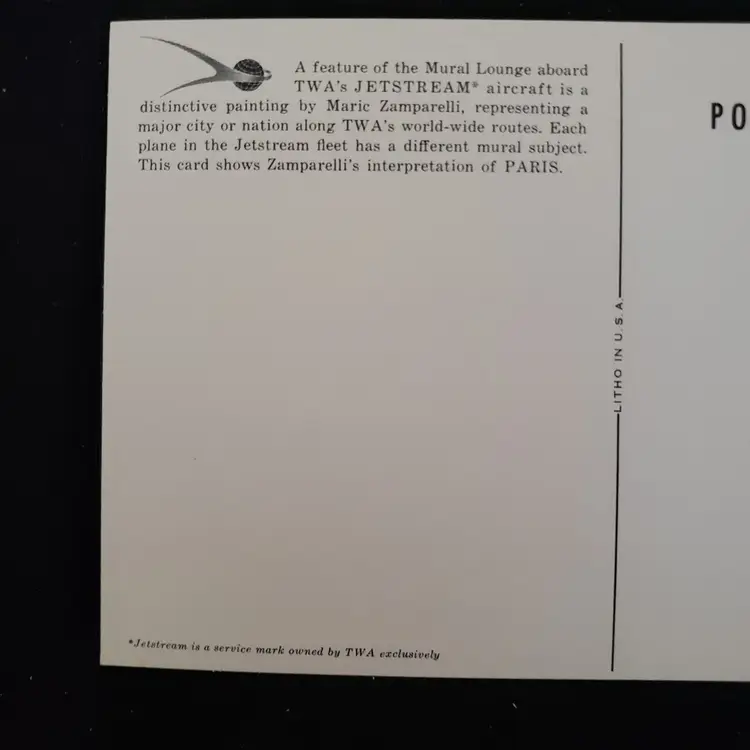 A feature of the Mural Lounge aboard
TWA's JETSTREAM* aircraft is a
distinctive painting by Maric Zamparelli, representing a
major city or nation along TWA's world-wide routes. Each
plane in the Jetstream fleet has a different mural subject.
This card shows Zamparelli's interpretation of PARIS.
*Jetstream is a service mark owned by TWA exclusively
LITHO IN U.S.A.
PO